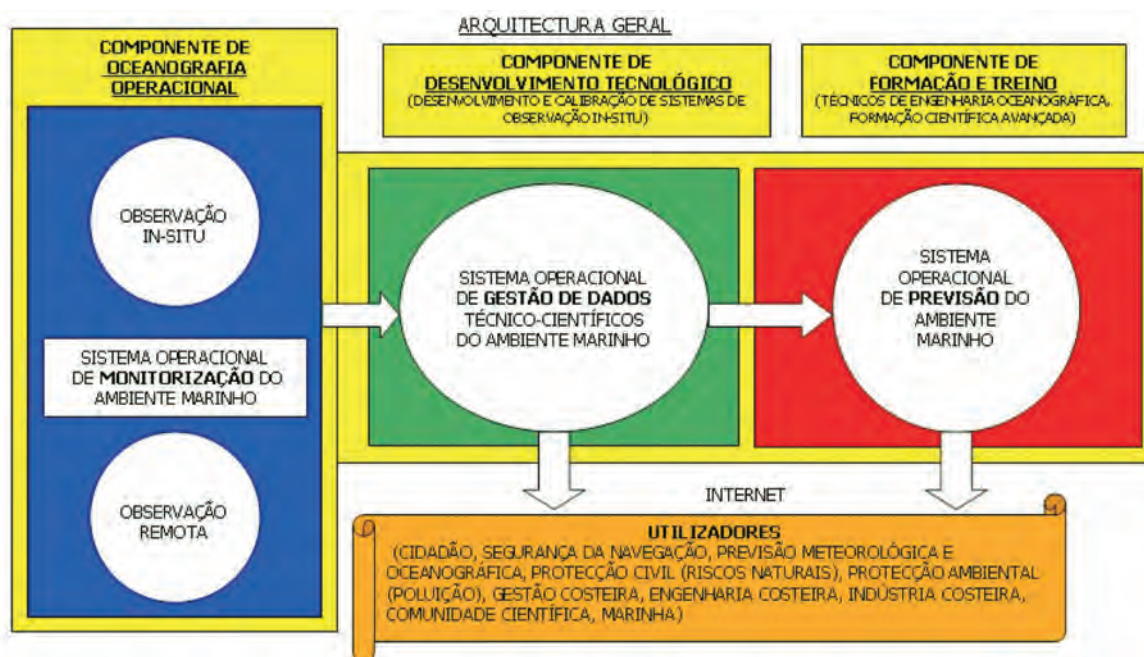 ARQUITECTURA GERAL
COMPONENTE DE
OCEANOGRAFIA
OPERACIONAL
COMPONENTE DE
DESENVOLVIMENTO TECNOLÓGICO
(DESENVOLVIMENTO E CALIBRAÇÃO DE SISTEMAS DE
OBSERVAÇÃO IN-SITU)
COMPONENTE DE
FORMAÇÃO E TREINO
(TÉCNICOS DE ENGENHARIA OCEANOGRÁFICA,
FORMAÇÃO CIENTÍFICA AVANÇADA)
OBSERVAÇÃO
IN-SITU
SISTEMA OPERACIONAL
DE MONITORIZAÇÃO DO
AMBIENTE MARINHO
OBSERVAÇÃO
REMOTA
SISTEMA OPERACIONAL
DE GESTÃO DE DADOS
TÉCNICO-CIENTÍFICOS
DO AMBIENTE MARINHO
SISTEMA
OPERACIONAL
DE PREVISÃO DO
AMBIENTE
MARINHO
INTERNET
UTILIZADORES
(CIDADÃO, SEGURANÇA DA NAVEGAÇÃO, PREVISÃO METEOROLÓGICA E
OCEANOGRÁFICA, PROTECÇÃO CIVIL (RISCOS NATURAIS), PROTECÇÃO AMBIENTAL
(POLUIÇÃO), GESTÃO COSTEIRA, ENGENHARIA COSTEIRA, INDÚSTRIA COSTEIRA,
COMUNIDADE CIENTÍFICA, MARINHA)